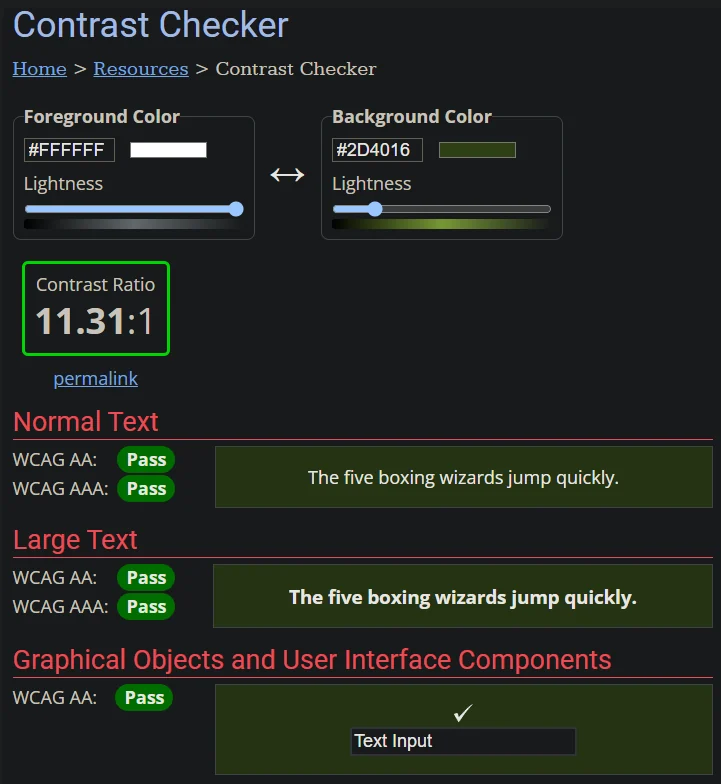 Contrast Checker
Home > Resources > Contrast Checker
Foreground Color
#FFFFFF
Lightness
↔
Background Color
#2D4016
Lightness
Contrast Ratio
11.31:1
permalink
Normal Text
WCAG AA: Pass
WCAG AAA: Pass
The five boxing wizards jump quickly.
Large Text
WCAG AA: Pass
WCAG AAA: Pass
The five boxing wizards jump quickly.
Graphical Objects and User Interface Components
WCAG AA: Pass
✓
Text Input